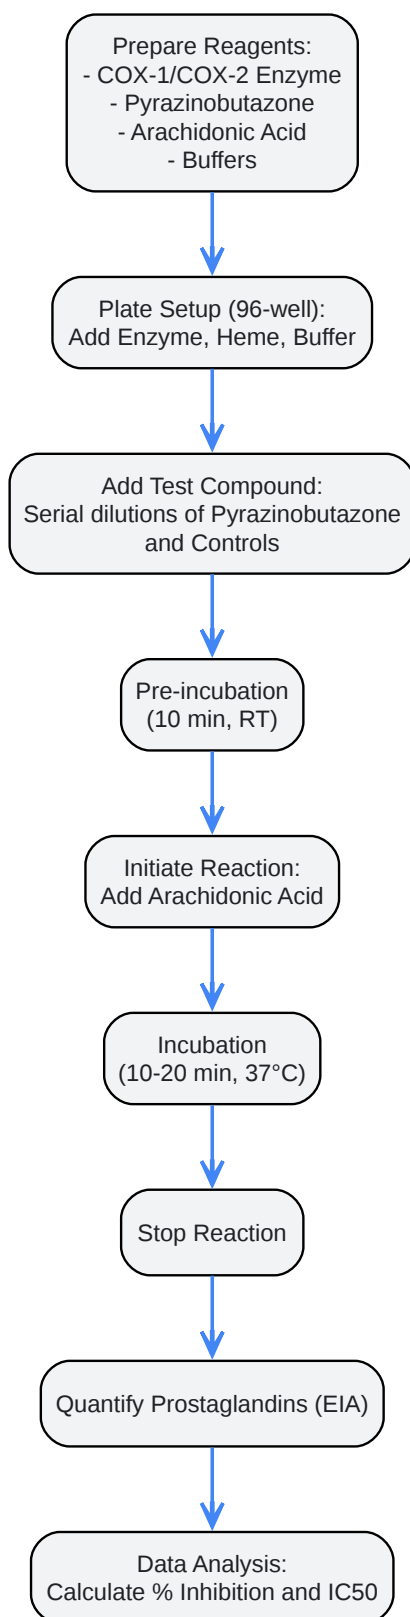 Prepare Reagents:
- COX-1/COX-2 Enzyme
- Pyrazinobutazone
- Arachidonic Acid
- Buffers
Plate Setup (96-well):
Add Enzyme, Heme, Buffer
Add Test Compound:
Serial dilutions of Pyrazinobutazone
and Controls
Pre-incubation
(10 min, RT)
Initiate Reaction:
Add Arachidonic Acid
Incubation
(10-20 min, 37°C)
Stop Reaction
Quantify Prostaglandins (EIA)
Data Analysis:
Calculate % Inhibition and IC50